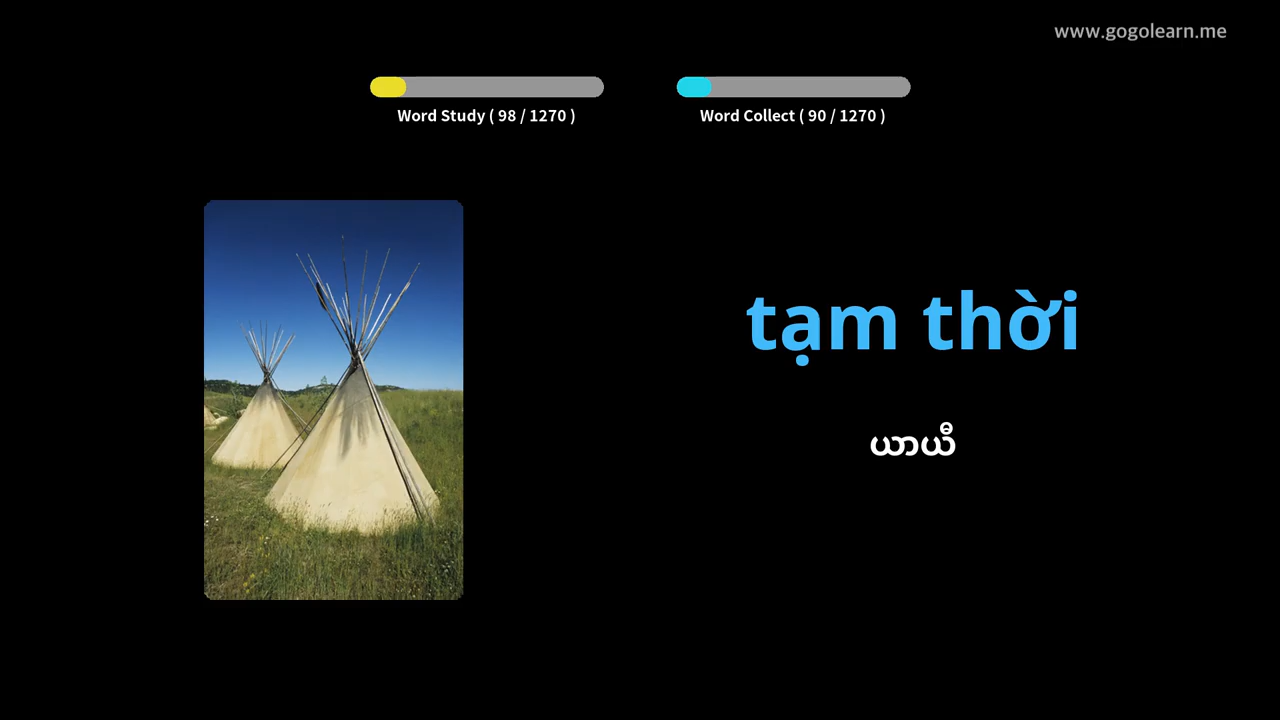 www.gogolearn.me
Word Study ( 98 / 1270 )
Word Collect ( 90 / 1270 )
tạm thời
ယာယီ